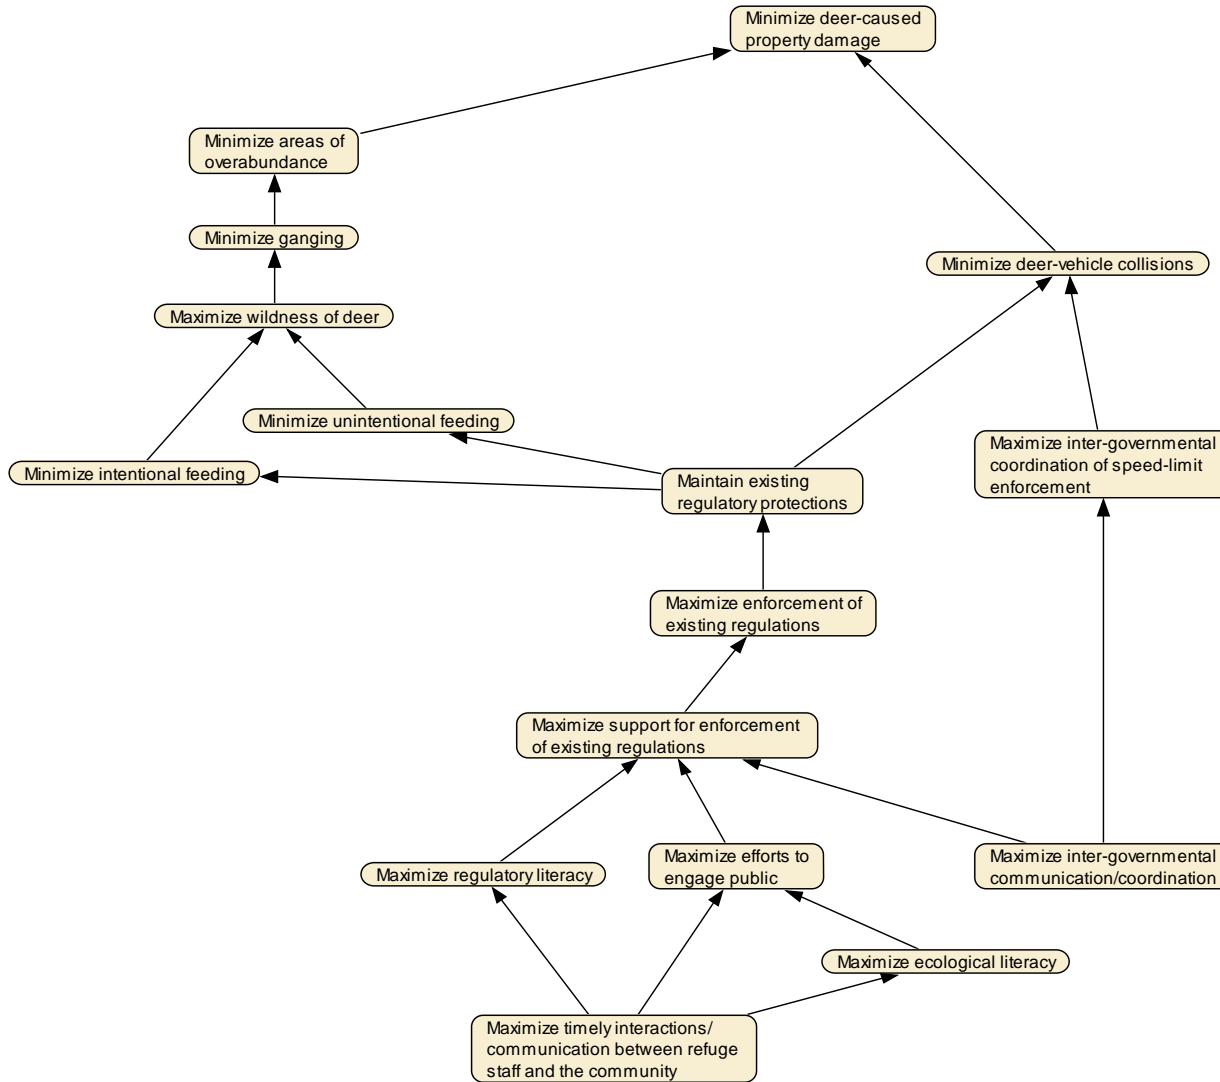 Minimize deer-caused
property damage
Minimize areas of
overabundance
Minimize ganging
Minimize deer-vehicle collisions
Maximize wildness of deer
Minimize unintentional feeding
Minimize intentional feeding
Maximize inter-governmental
coordination of speed-limit
enforcement
Maintain existing
regulatory protections
Maximize enforcement of
existing regulations
Maximize support for enforcement
of existing regulations
Maximize regulatory literacy
Maximize efforts to
engage public
Maximize inter-governmental
communication/coordination
Maximize ecological literacy
Maximize timely interactions/
communication between refuge
staff and the community